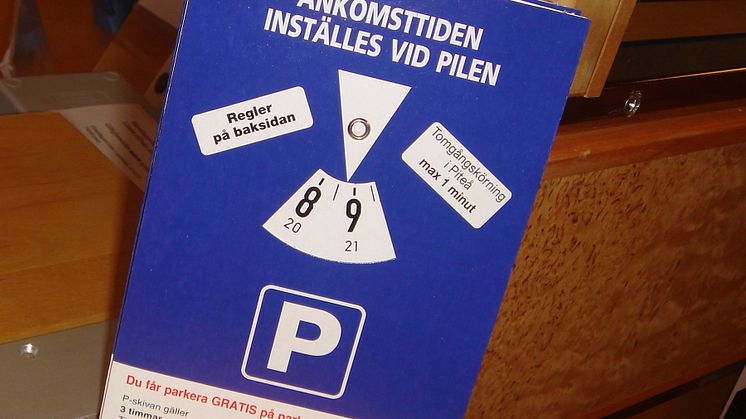 ANKOMSTTIDEN
INSTÄLLES VID PILEN
Regler
på baksidan
Tomgångskörning
i Piteå
max 1 minut
8 9
20 21
P
Du får parkera GRATIS på
P-skivan gäller
3 timmar